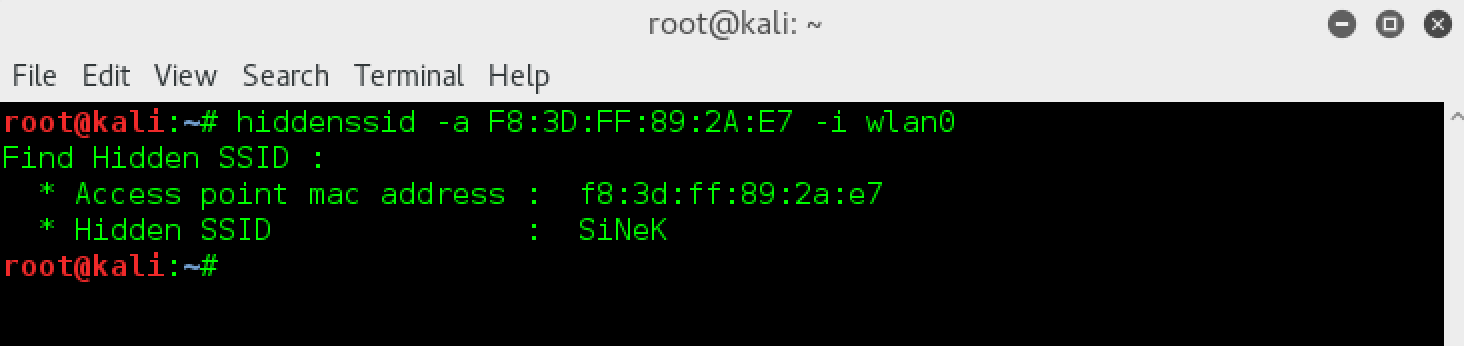 root@kali: ~
File Edit View Search Terminal Help
root@kali:~# hiddenssid -a F8:3D:FF:89:2A:E7 -i wlan0
Find Hidden SSID :
  * Access point mac address :  f8:3d:ff:89:2a:e7
  * Hidden SSID              :  SiNeK
root@kali:~#